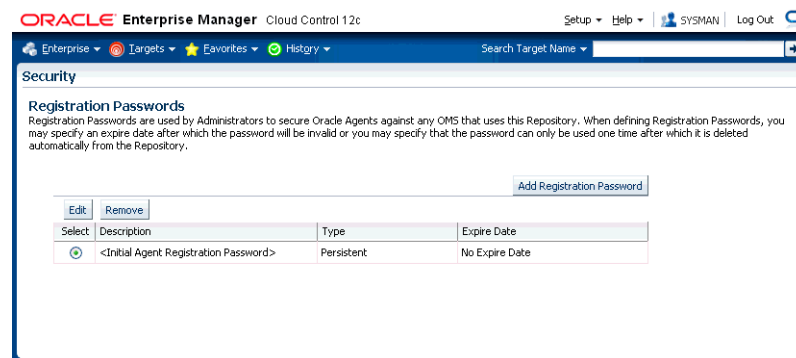 ORACLE Enterprise Manager Cloud Control 12c
Setup Help SYSMAN Log Out
Enterprise Targets Favorites History Search Target Name
Security
Registration Passwords
Registration Passwords are used by Administrators to secure Oracle Agents against any OMS that uses this Repository. When defining Registration Passwords, you
may specify an expire date after which the password will be invalid or you may specify that the password can only be used one time after which it is deleted
automatically from the Repository.
Add Registration Password
Edit Remove
Select Description Type Expire Date
<Initial Agent Registration Password> Persistent No Expire Date